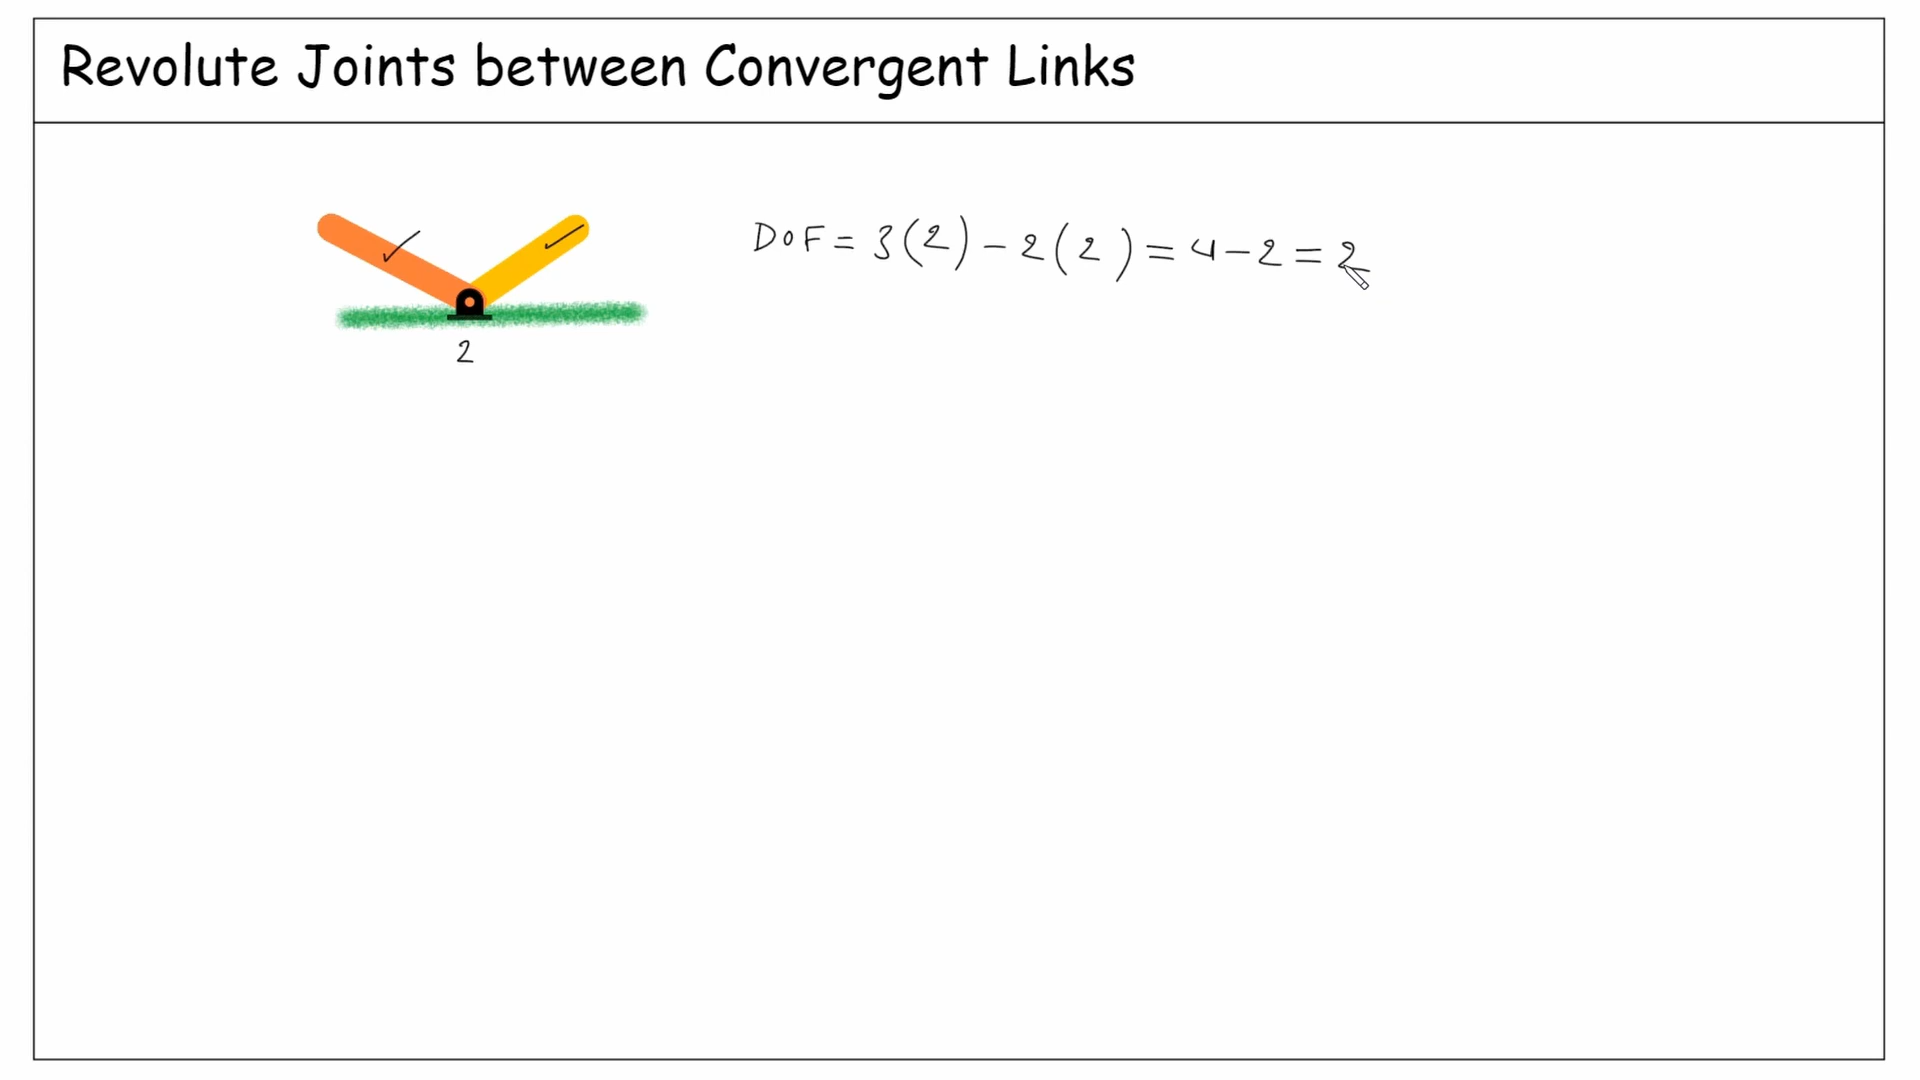 Revolute Joints between Convergent Links
DoF = 3(2) - 2(2) = 4 - 2 = 2
2